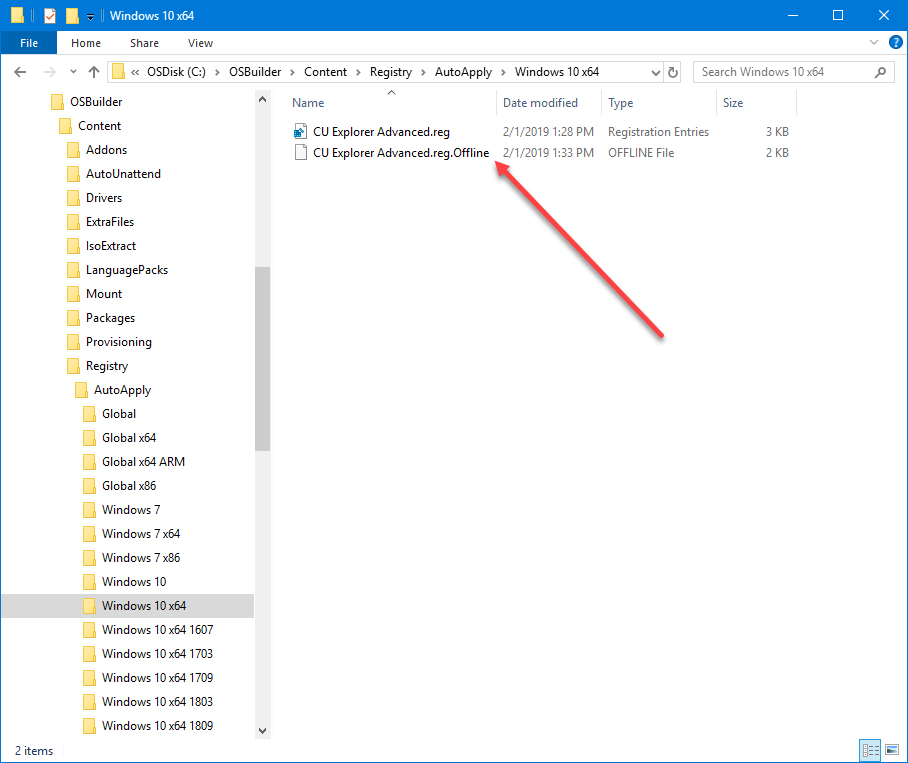 Windows 10 x64
File Home Share View
« OSDisk (C:) › OSBuilder › Content › Registry › AutoApply › Windows 10 x64
Search Windows 10 x64
OSBuilder
Content
Addons
AutoUnattend
Drivers
ExtraFiles
IsoExtract
LanguagePacks
Mount
Packages
Provisioning
Registry
AutoApply
Global
Global x64
Global x64 ARM
Global x86
Windows 7
Windows 7 x64
Windows 7 x86
Windows 10
Windows 10 x64
Windows 10 x64 1607
Windows 10 x64 1703
Windows 10 x64 1709
Windows 10 x64 1803
Windows 10 x64 1809
Name Date modified Type Size
CU Explorer Advanced.reg 2/1/2019 1:28 PM Registration Entries 3 KB
CU Explorer Advanced.reg.Offline 2/1/2019 1:33 PM OFFLINE File 2 KB
2 items